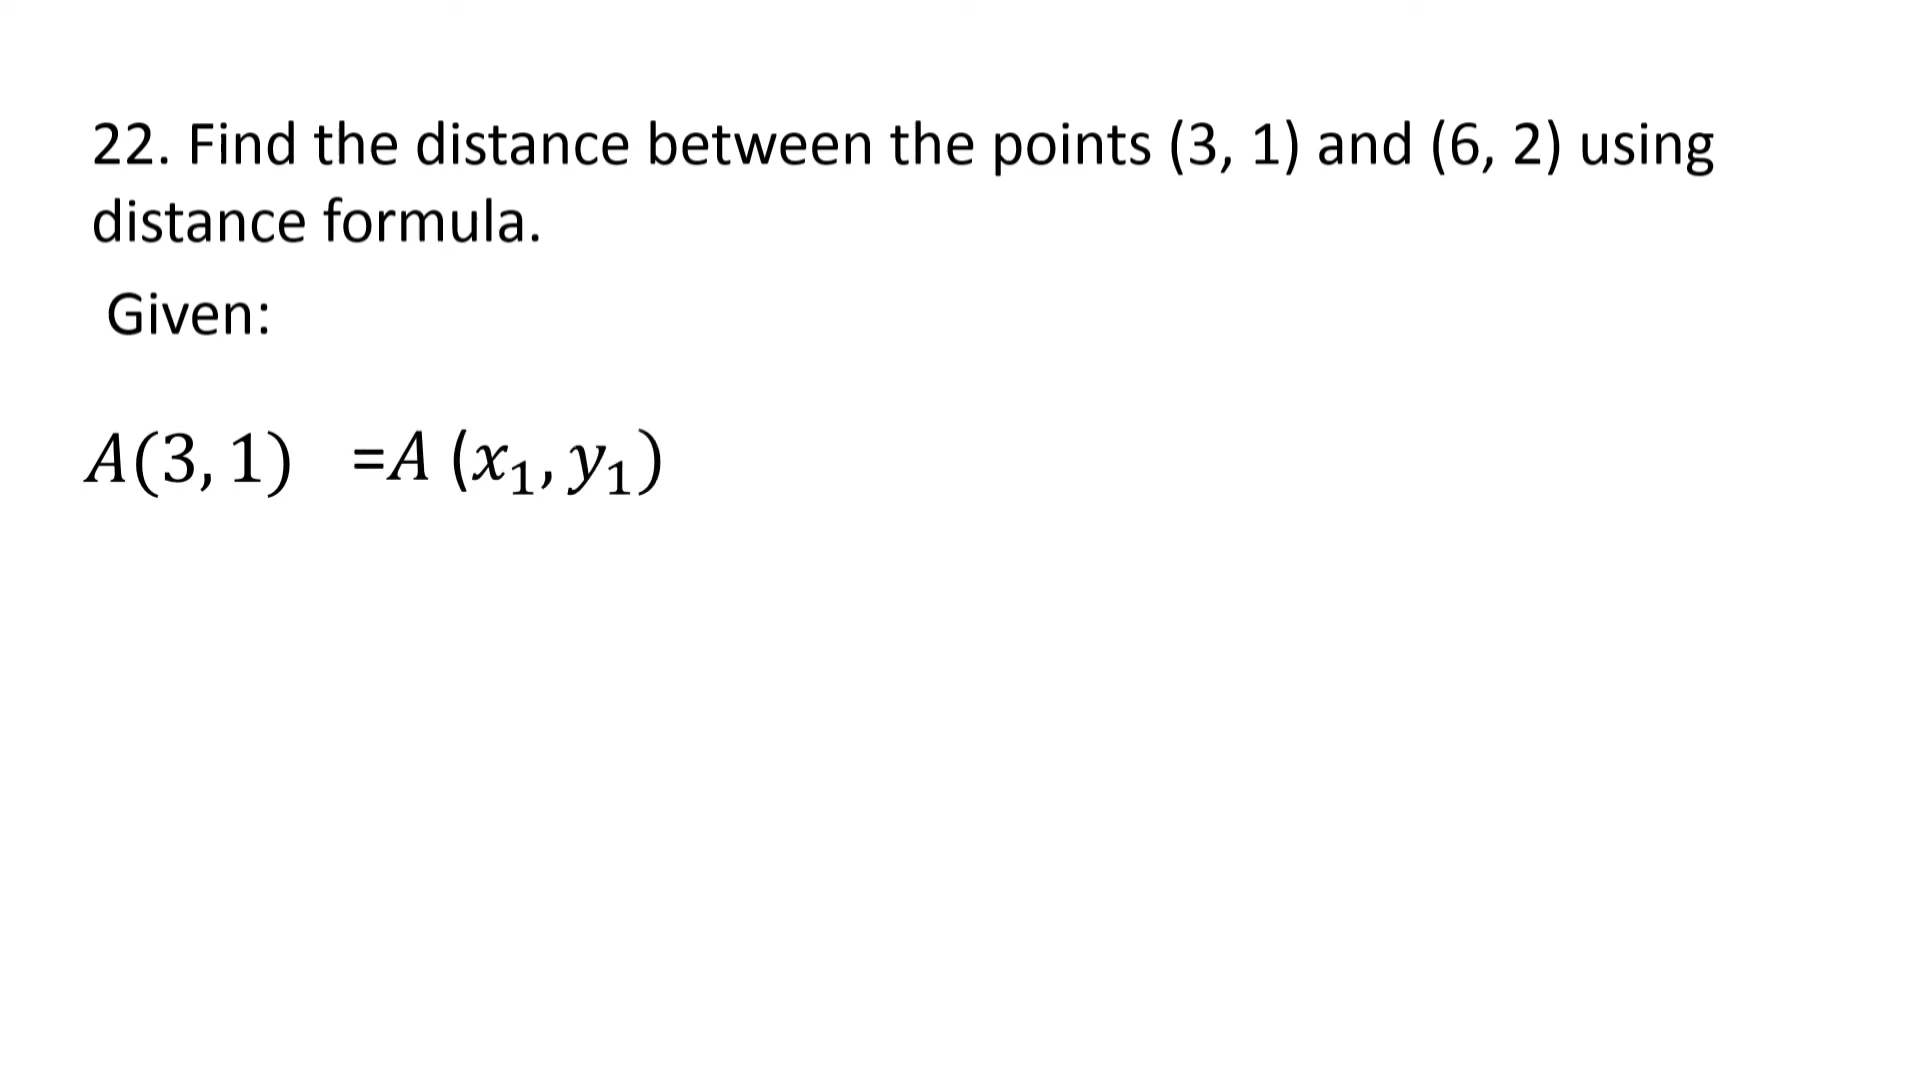 22. Find the distance between the points (3, 1) and (6, 2) using
distance formula.
Given:
A(3, 1) =A (x₁, y₁)